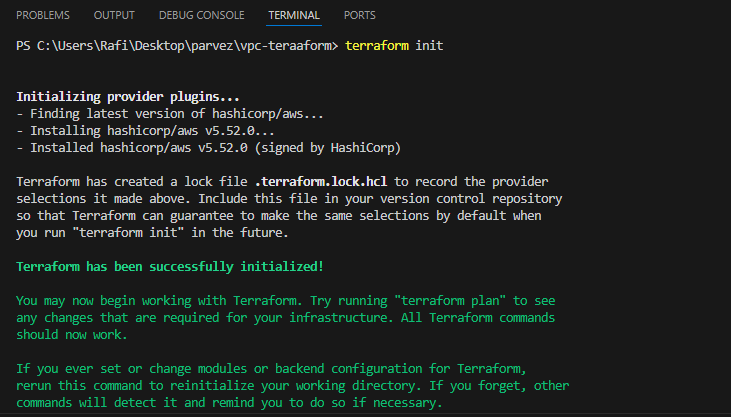 PROBLEMS OUTPUT DEBUG CONSOLE TERMINAL PORTS
PS C:\Users\Rafi\Desktop\parvez\vpc-teraaform> terraform init
Initializing provider plugins...
- Finding latest version of hashicorp/aws...
- Installing hashicorp/aws v5.52.0...
- Installed hashicorp/aws v5.52.0 (signed by HashiCorp)
Terraform has created a lock file .terraform.lock.hcl to record the provider
selections it made above. Include this file in your version control repository
so that Terraform can guarantee to make the same selections by default when
you run "terraform init" in the future.
Terraform has been successfully initialized!
You may now begin working with Terraform. Try running "terraform plan" to see
any changes that are required for your infrastructure. All Terraform commands
should now work.
If you ever set or change modules or backend configuration for Terraform,
rerun this command to reinitialize your working directory. If you forget, other
commands will detect it and remind you to do so if necessary.